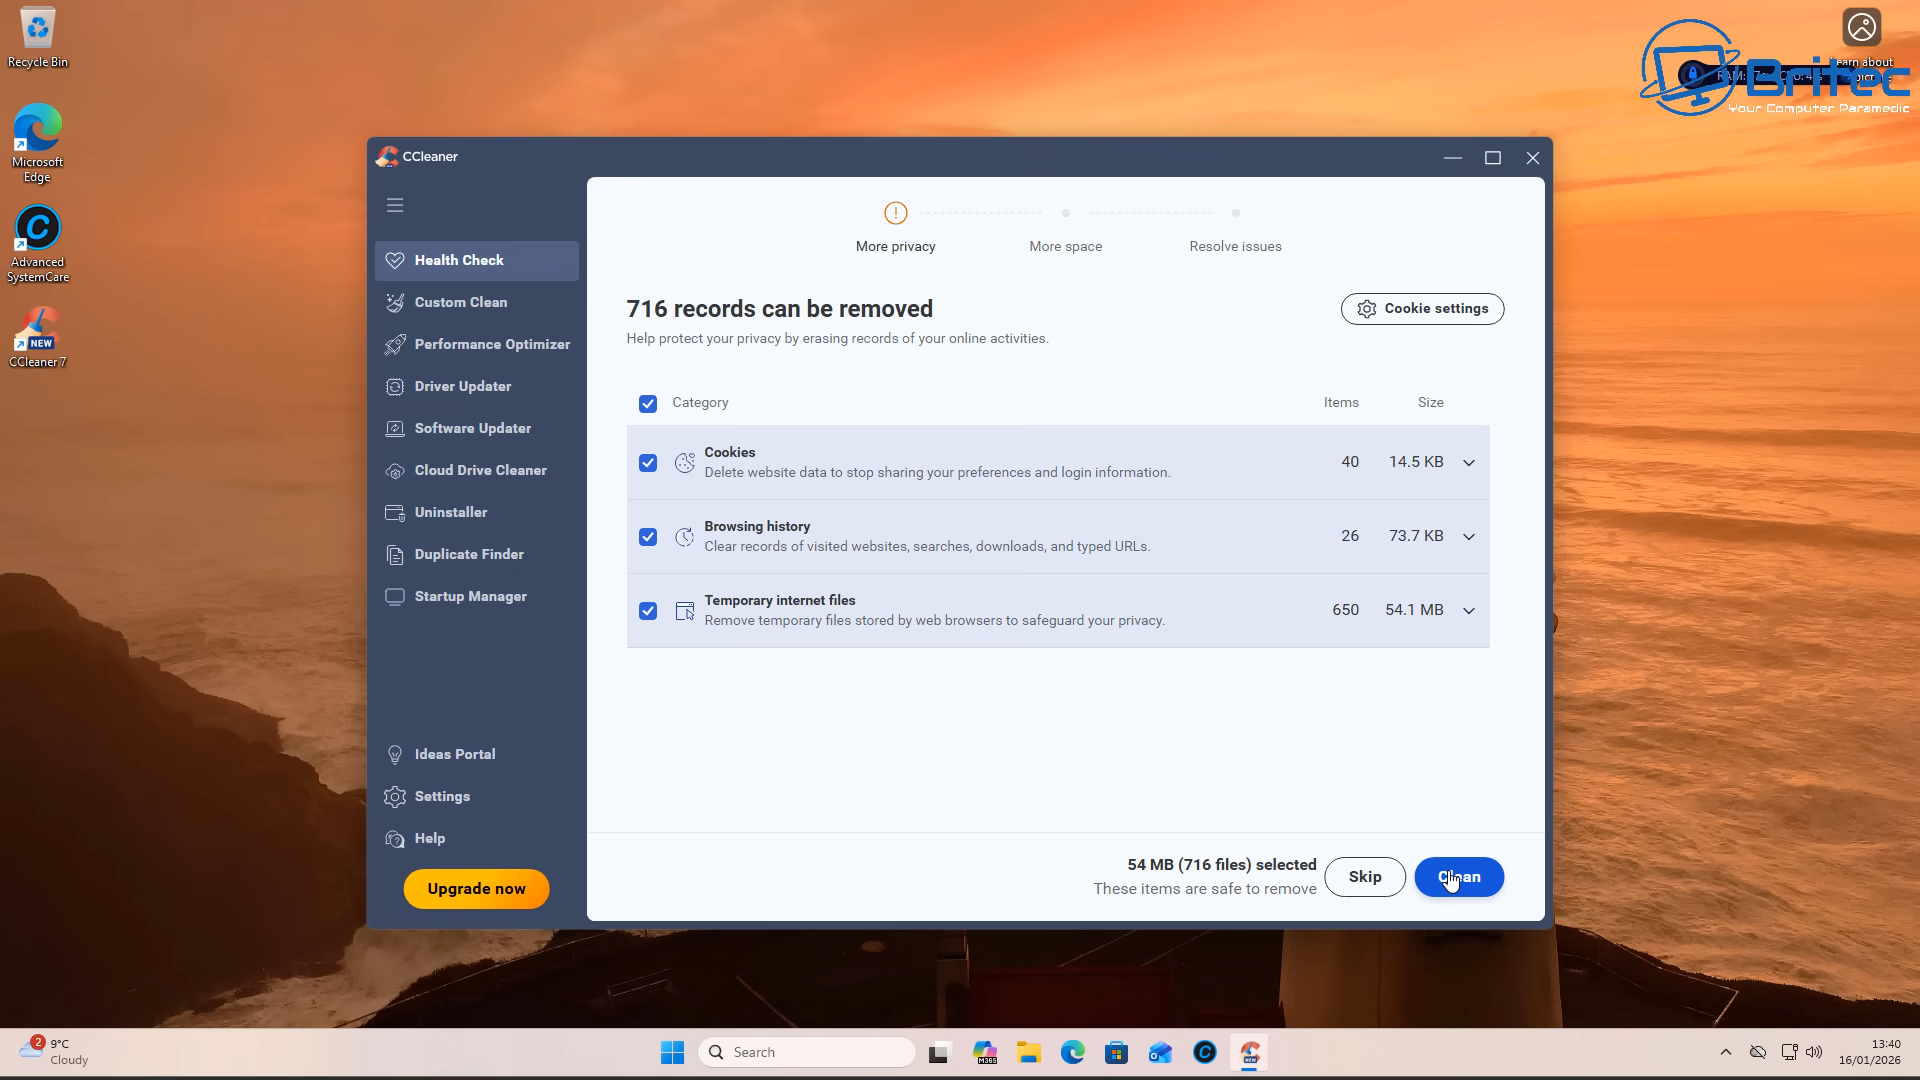 Recycle Bin
Microsoft
Edge
Advanced
SystemCare
NEW
CCleaner 7
Britec
Your Computer Paramedic
CCleaner
Health Check
Custom Clean
Performance Optimizer
Driver Updater
Software Updater
Cloud Drive Cleaner
Uninstaller
Duplicate Finder
Startup Manager
Ideas Portal
Settings
Help
Upgrade now
More privacy
More space
Resolve issues
716 records can be removed
Cookie settings
Help protect your privacy by erasing records of your online activities.
Category Items Size
Cookies
Delete website data to stop sharing your preferences and login information.
40 14.5 KB
Browsing history
Clear records of visited websites, searches, downloads, and typed URLs.
26 73.7 KB
Temporary internet files
Remove temporary files stored by web browsers to safeguard your privacy.
650 54.1 MB
54 MB (716 files) selected
These items are safe to remove
Skip
Clean
2
9°C
Cloudy
Search
M365
NEW
13:40
16/01/2026